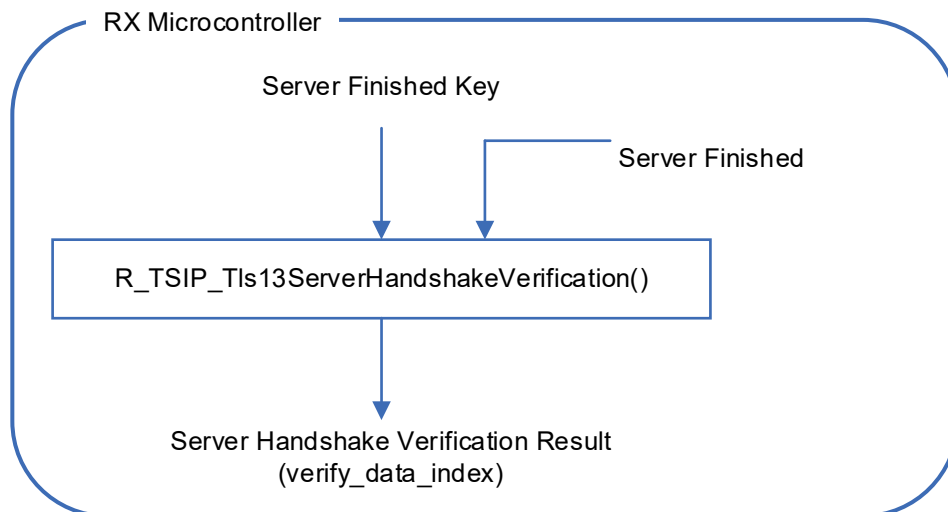 RX Microcontroller
Server Finished Key
Server Finished
R_TSIP_Tls13ServerHandshakeVerification()
Server Handshake Verification Result
(verify_data_index)